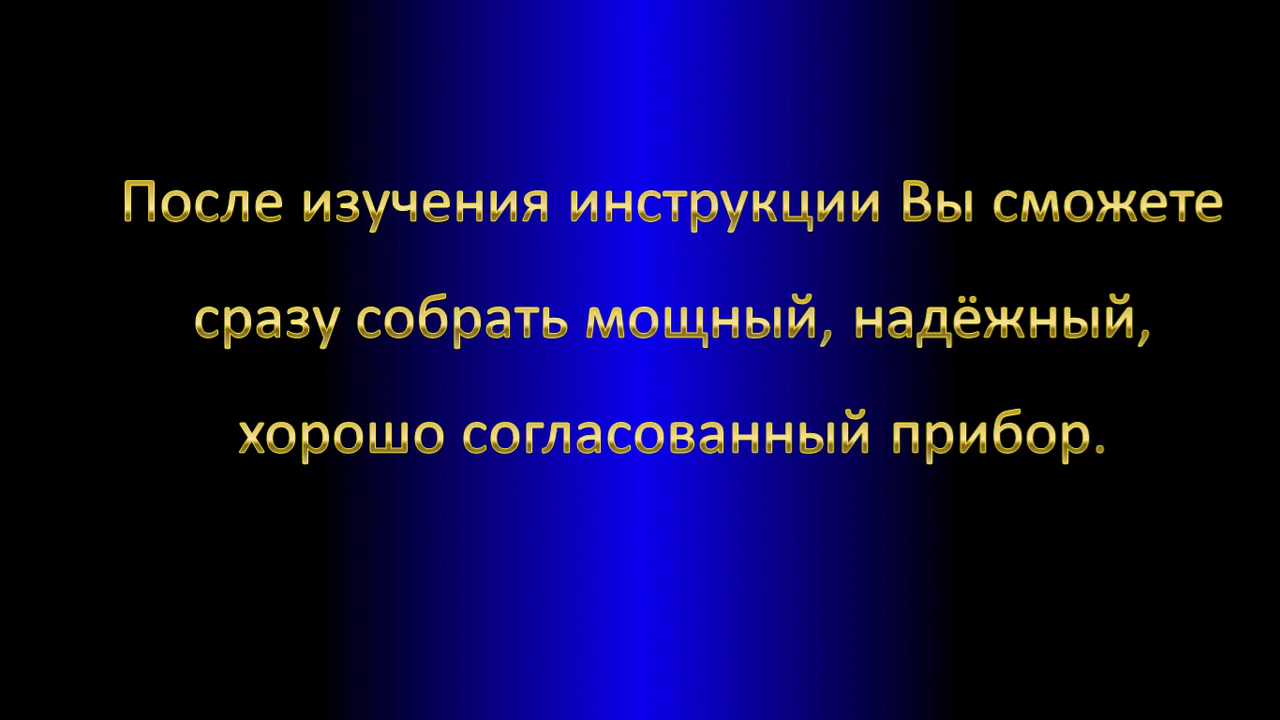 После изучения инструкции Вы сможете
сразу собрать мощный, надёжный,
хорошо согласованный прибор.